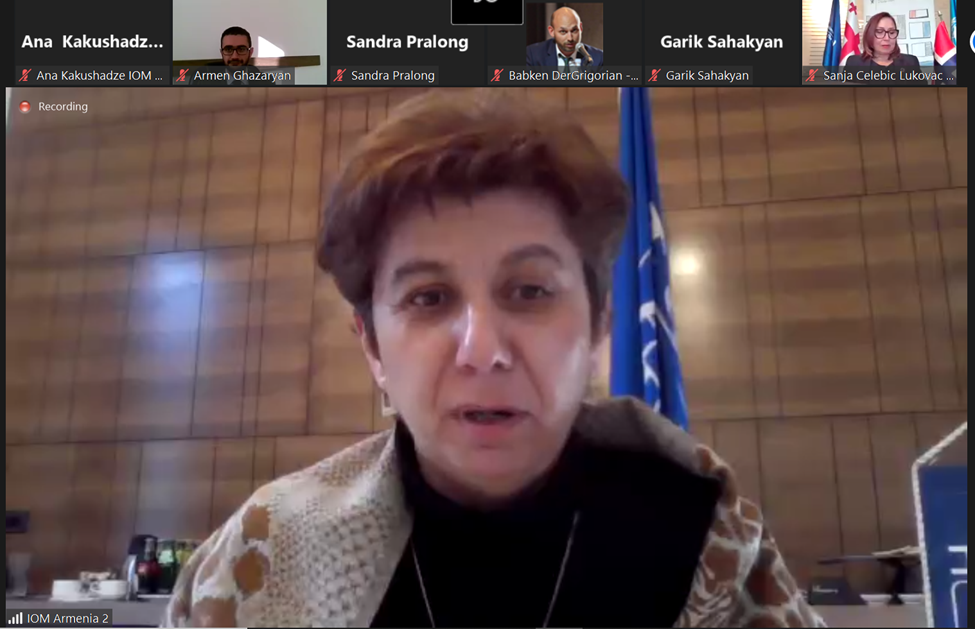 Ana Kakushadz...
Sandra Pralong
Garik Sahakyan
Ana Kakushadze IOM ...
Armen Ghazaryan
Sandra Pralong
Babken DerGrigorian -...
Garik Sahakyan
Sanja Celebic Lukovac ...
Recording
IOM Armenia 2